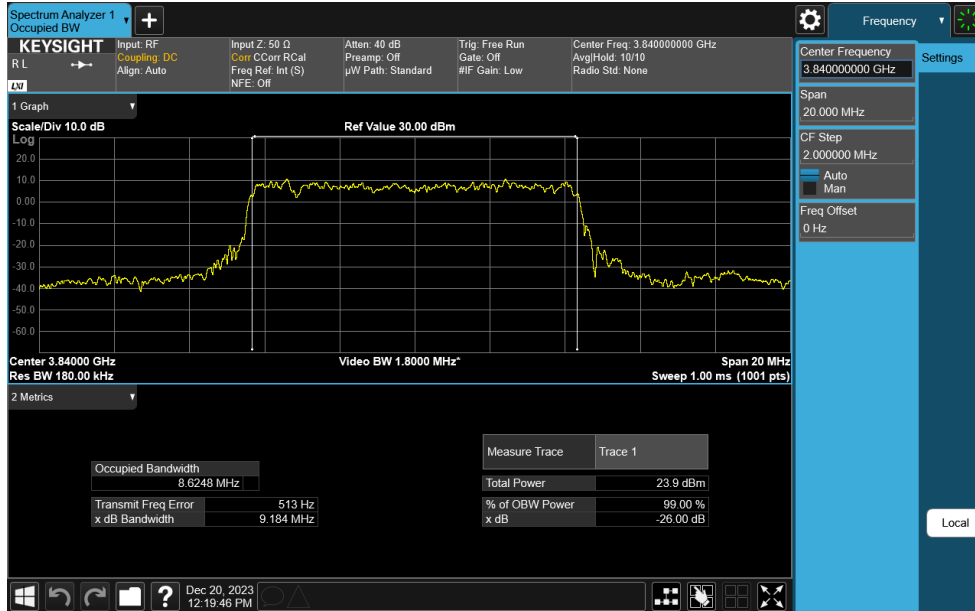 Spectrum Analyzer 1
Occupied BW
Frequency
KEYSIGHT
R L
LXI
Input: RF
Coupling: DC
Align: Auto
Input Z: 50 Ω
Corr CCorr RCal
Freq Ref: Int (S)
NFE: Off
Atten: 40 dB
Preamp: Off
µW Path: Standard
Trig: Free Run
Gate: Off
#IF Gain: Low
Center Freq: 3.840000000 GHz
Avg|Hold: 10/10
Radio Std: None
Center Frequency
3.840000000 GHz
Settings
Span
20.000 MHz
CF Step
2.000000 MHz
Auto
Man
Freq Offset
0 Hz
Local
1 Graph
Scale/Div 10.0 dB
Ref Value 30.00 dBm
Log
20.0
10.0
0.00
-10.0
-20.0
-30.0
-40.0
-50.0
-60.0
Center 3.84000 GHz
Video BW 1.8000 MHz*
Span 20 MHz
Res BW 180.00 kHz
Sweep 1.00 ms (1001 pts)
2 Metrics
Measure Trace
Trace 1
Occupied Bandwidth
8.6248 MHz
Total Power
23.9 dBm
Transmit Freq Error
513 Hz
% of OBW Power
99.00 %
x dB Bandwidth
9.184 MHz
x dB
-26.00 dB
?
Dec 20, 2023
12:19:46 PM